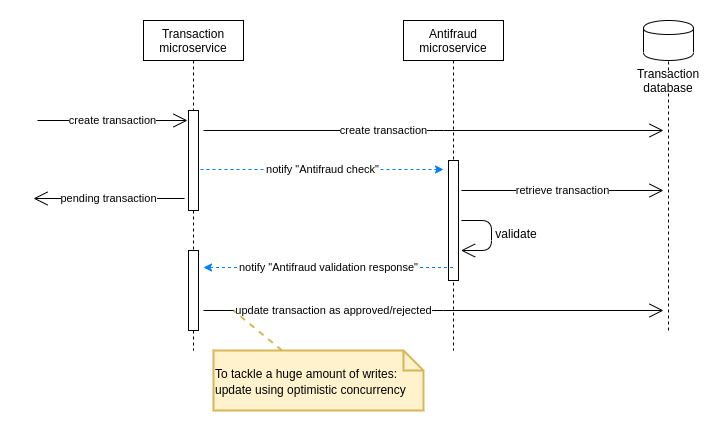 Transaction
microservice
Antifraud
microservice
Transaction
database
create transaction
create transaction
notify "Antifraud check"
retrieve transaction
pending transaction
validate
notify "Antifraud validation response"
update transaction as approved/rejected
To tackle a huge amount of writes:
update using optimistic concurrency